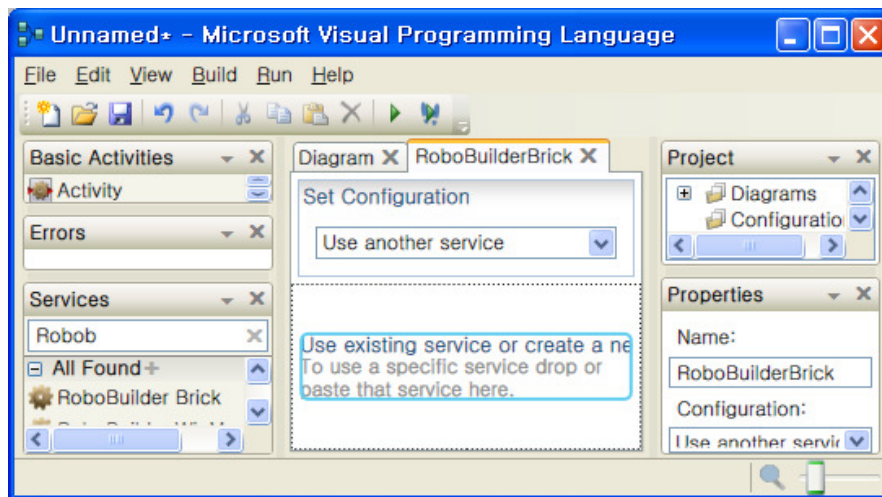 Unnamed* - Microsoft Visual Programming Language
File Edit View Build Run Help
Basic Activities
Activity
Errors
Services
Robob
All Found
RoboBuilder Brick
Diagram
RoboBuilderBrick
Set Configuration
Use another service
Use existing service or create a ne
To use a specific service drop or
paste that service here.
Project
Diagrams
Configuratio
Properties
Name:
RoboBuilderBrick
Configuration:
Use another servic